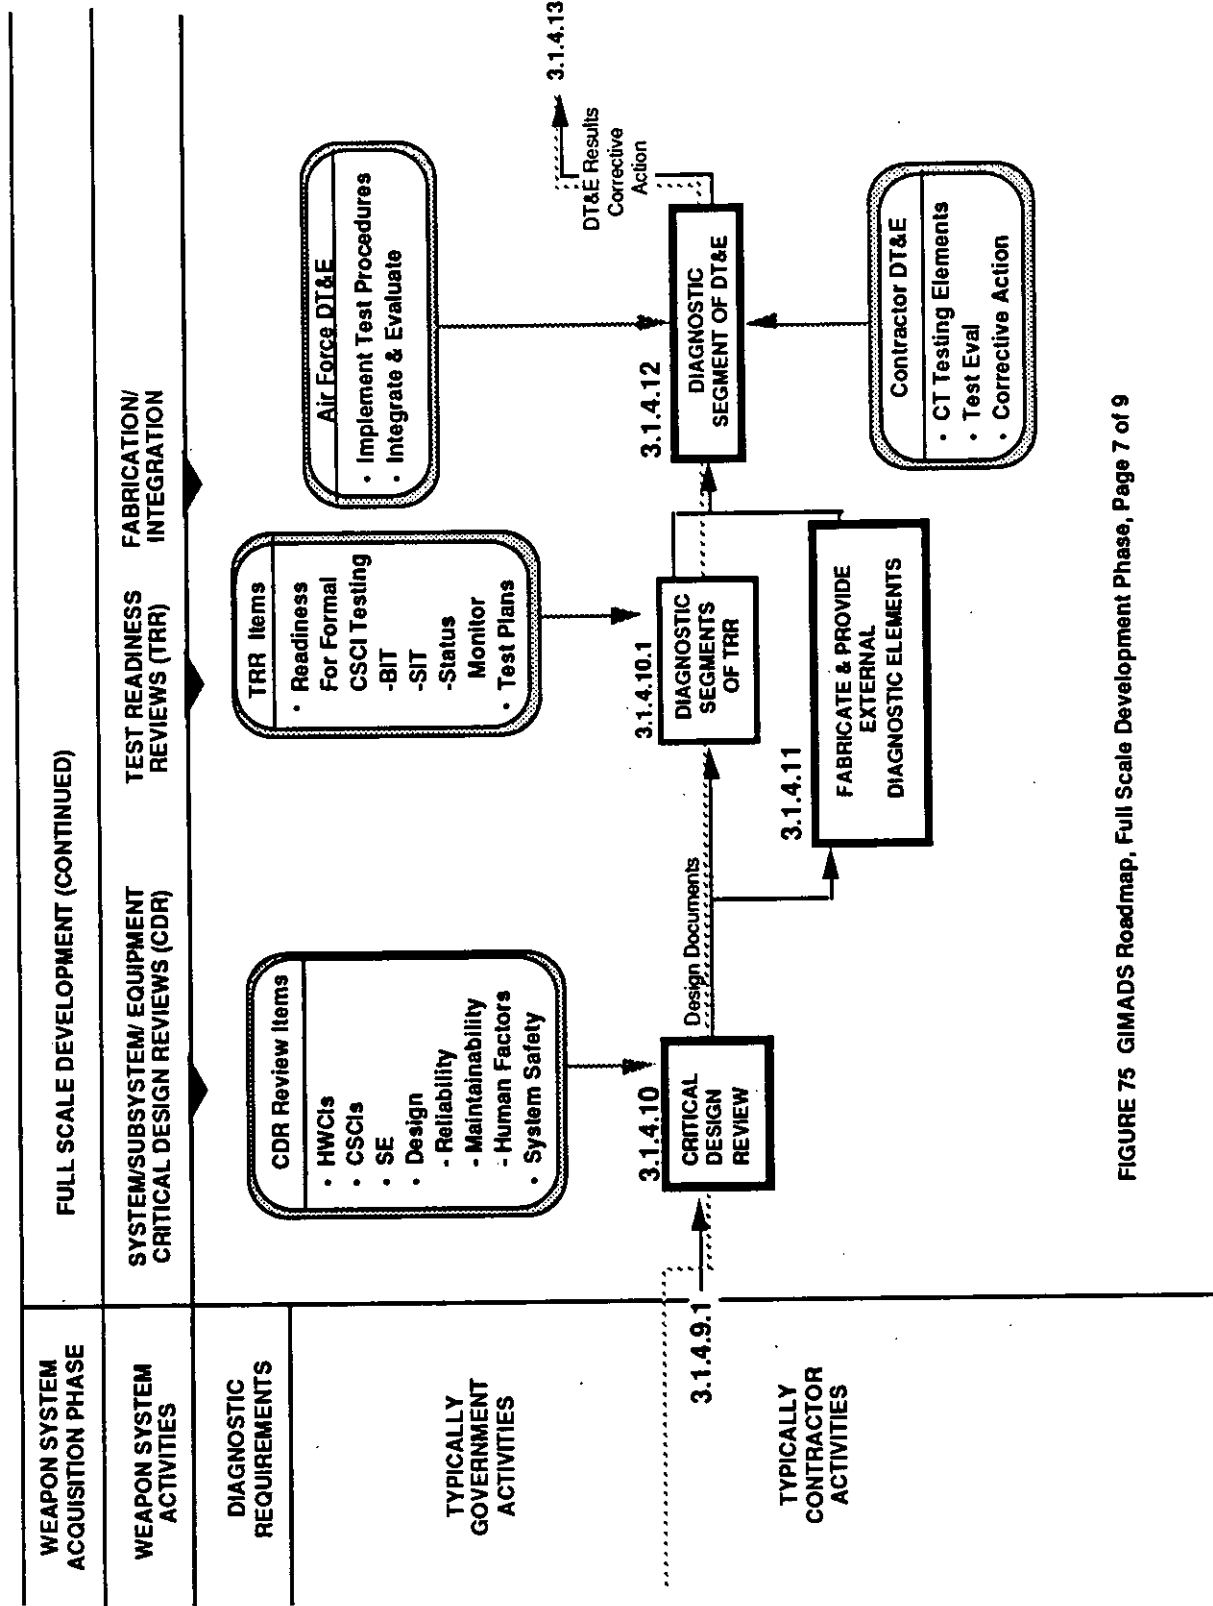 WEAPON SYSTEM
ACQUISITION PHASE
FULL SCALE DEVELOPMENT (CONTINUED)
WEAPON SYSTEM
ACTIVITIES
SYSTEM/SUBSYSTEM/ EQUIPMENT
CRITICAL DESIGN REVIEWS (CDR)
TEST READINESS
REVIEWS (TRR)
FABRICATION/
INTEGRATION
DIAGNOSTIC
REQUIREMENTS
TYPICALLY
GOVERNMENT
ACTIVITIES
CDR Review Items
• HWCIs
• CSCIs
• SE
• Design
- Reliability
- Maintainability
- Human Factors
• System Safety
TRR Items
• Readiness
For Formal
CSCI Testing
-BIT
-SIT
-Status
Monitor
• Test Plans
Air Force DT&E
• Implement Test Procedures
• Integrate & Evaluate
3.1.4.9.1
3.1.4.10
CRITICAL
DESIGN
REVIEW
Design Documents
3.1.4.10.1
DIAGNOSTIC
SEGMENTS
OF TRR
3.1.4.12
DIAGNOSTIC
SEGMENT OF DT&E
DT&E Results
Corrective
Action
3.1.4.13
TYPICALLY
CONTRACTOR
ACTIVITIES
3.1.4.11
FABRICATE & PROVIDE
EXTERNAL
DIAGNOSTIC ELEMENTS
Contractor DT&E
• CT Testing Elements
• Test Eval
• Corrective Action
FIGURE 75 GIMADS Roadmap, Full Scale Development Phase, Page 7 of 9